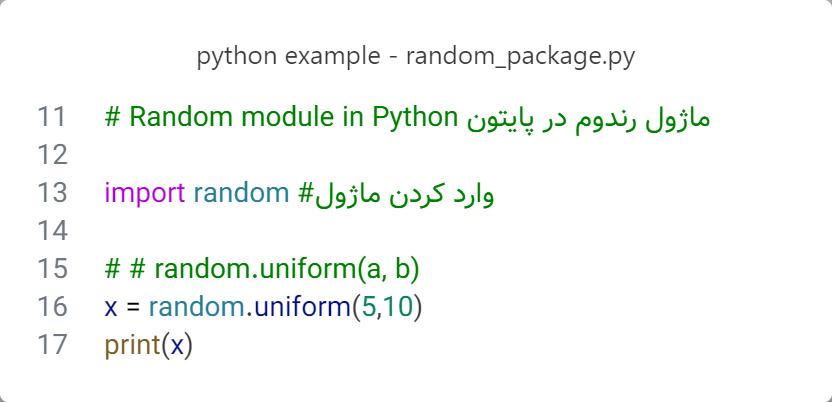 python example - random_package.py
11 # Random module in Python ماژول رندوم در پایتون
12
13 import random #وارد کردن ماژول
14
15 # # random.uniform(a, b)
16 x = random.uniform(5,10)
17 print(x)